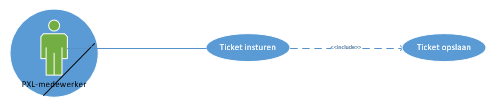 PXL-medewerker
Ticket insturen
<<include>>
Ticket opslaan